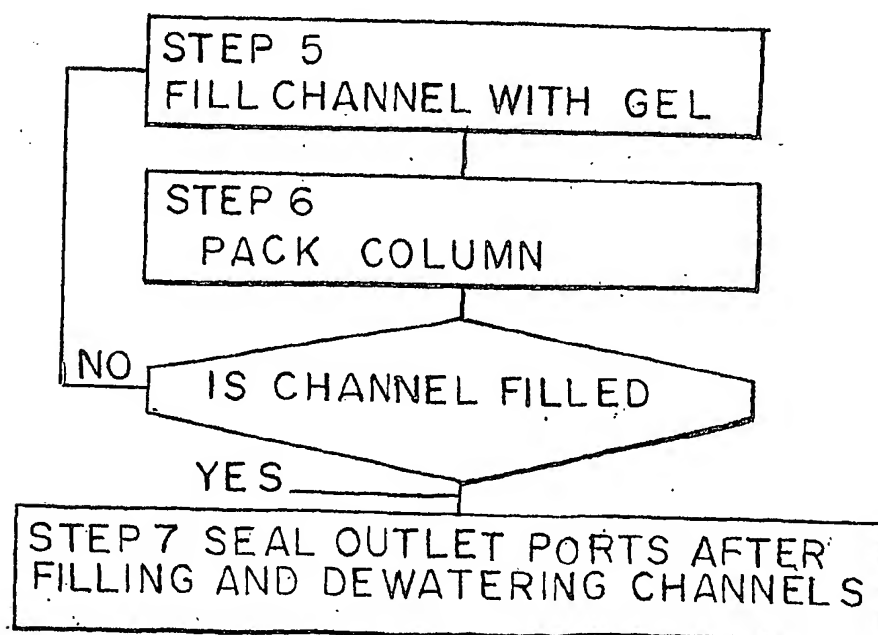 STEP 5
FILL CHANNEL WITH GEL
STEP 6
PACK COLUMN
NO
IS CHANNEL FILLED
YES
STEP 7 SEAL OUTLET PORTS AFTER
FILLING AND DEWATERING CHANNELS